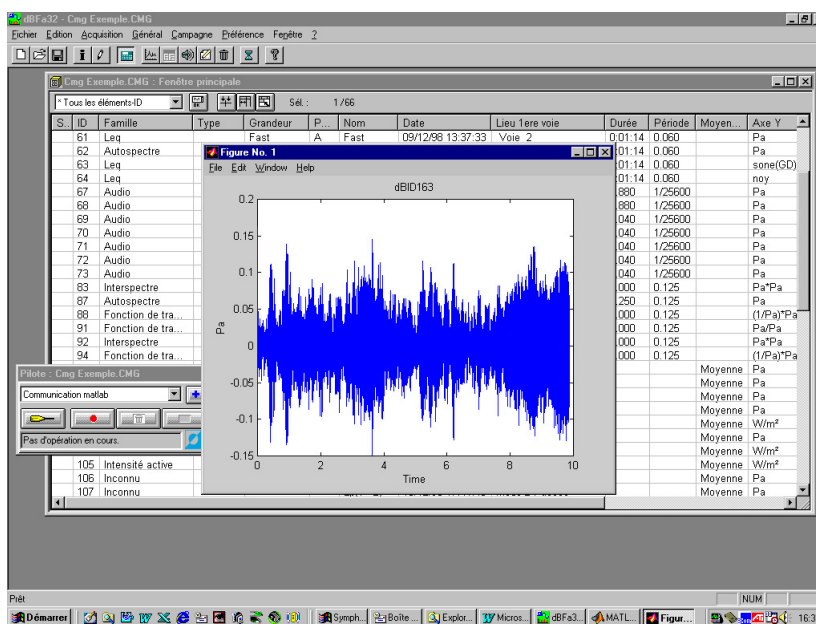 dBFa32 - Cmg Exemple.CMG
Fichier Edition Acquisition Général Campagne Préférence Fenêtre ?
Cmg Exemple.CMG : Fenêtre principale
* Tous les éléments-ID Sél. : 1 /66
S.. ID Famille Type Grandeur P... Nom Date Lieu 1ere voie Durée Période Moyen... Axe Y
61 Leq Fast A Fast 09/12/98 13:37:33 Voie 2 0:01:14 0.060 Pa
62 Autospectre :01:14 0.060 Pa
63 Leq :01:14 0.060 sone(GD)
64 Leq :01:14 0.060 noy
67 Audio .880 1/25600 Pa
68 Audio .880 1/25600 Pa
69 Audio .040 1/25600 Pa
70 Audio .040 1/25600 Pa
71 Audio .040 1/25600 Pa
72 Audio .040 1/25600 Pa
73 Audio .040 1/25600 Pa
83 Interspectre .000 0.125 Pa*Pa
87 Autospectre .250 0.125 Pa
88 Fonction de tra... .000 0.125 (1/Pa)*Pa
91 Fonction de tra... .000 0.125 Pa/Pa
92 Interspectre .000 0.125 Pa*Pa
94 Fonction de tra... .000 0.125 (1/Pa)*Pa
Moyenne Pa
Moyenne Pa
Moyenne Pa
Moyenne Pa
Moyenne W/m²
Moyenne Pa
Moyenne W/m²
105 Intensité active Moyenne W/m²
106 Inconnu Moyenne Pa
107 Inconnu Moyenne Pa
Figure No. 1
File Edit Window Help
dBID163
0.2
0.15
0.1
0.05
0
-0.05
-0.1
-0.15
Pa
0 2 4 6 8 10
Time
Pilote : Cmg Exemple.CMG
Communication matlab
Pas d'opération en cours.
Prêt NUM
Démarrer Symph... Boîte ... Explor... Micros... dBFa3... MATL... Figur... 16:3